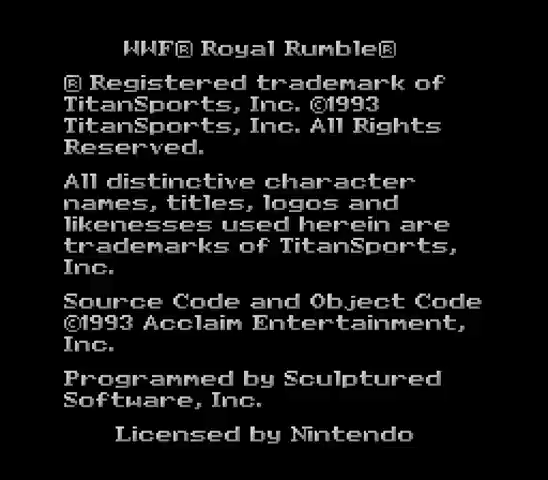 WWF® Royal Rumble®
® Registered trademark of
TitanSports, Inc. ©1993
TitanSports, Inc. All Rights
Reserved.
All distinctive character
names, titles, logos and
likenesses used herein are
trademarks of TitanSports,
Inc.
Source Code and Object Code
©1993 Acclaim Entertainment,
Inc.
Programmed by Sculptured
Software, Inc.
Licensed by Nintendo